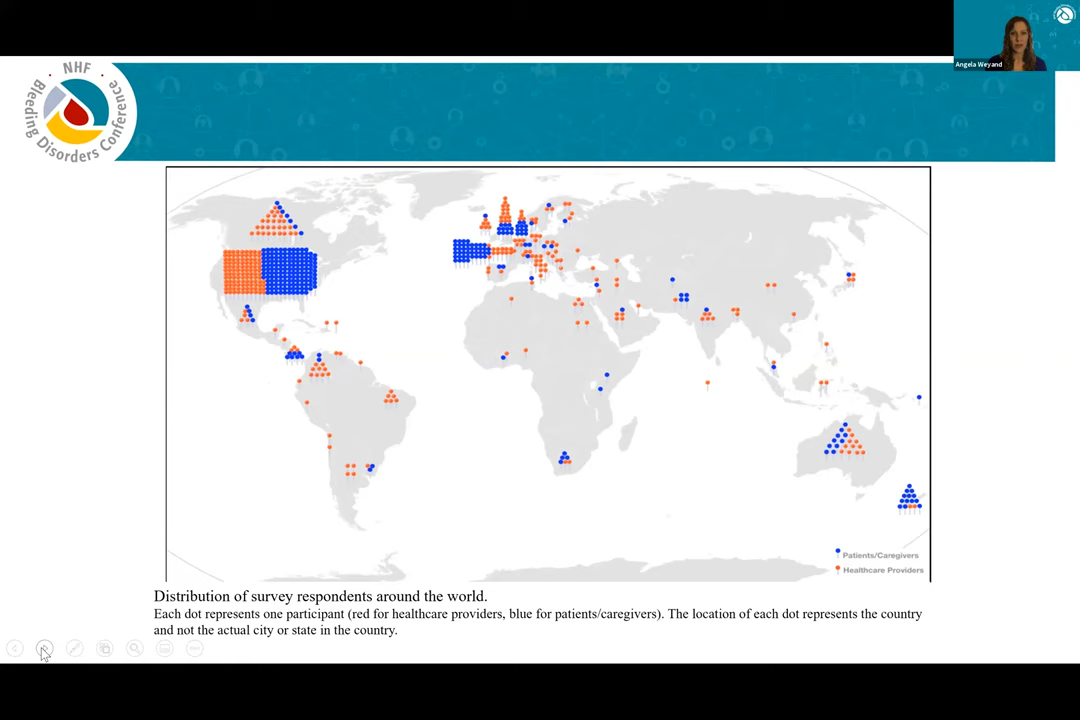 Angela Weyand
NHF
Bleeding Disorders Conference
Patients/Caregivers
Healthcare Providers
Distribution of survey respondents around the world.
Each dot represents one participant (red for healthcare providers, blue for patients/caregivers). The location of each dot represents the country
and not the actual city or state in the country.